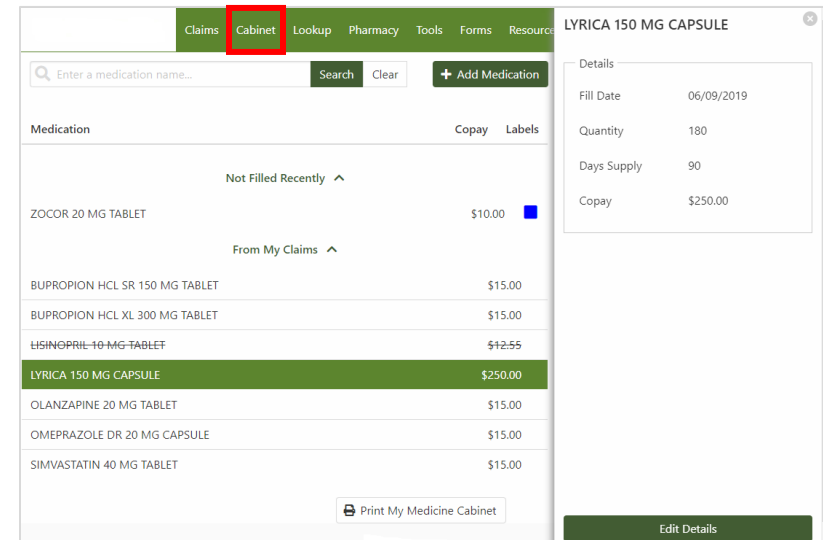 Claims Cabinet Lookup Pharmacy Tools Forms Resource
Enter a medication name... Search Clear + Add Medication
Medication Copay Labels
Not Filled Recently
ZOCOR 20 MG TABLET $10.00
From My Claims
BUPROPION HCL SR 150 MG TABLET $15.00
BUPROPION HCL XL 300 MG TABLET $15.00
LISINOPRIL 10 MG TABLET $12.55
LYRICA 150 MG CAPSULE $250.00
OLANZAPINE 20 MG TABLET $15.00
OMEPRAZOLE DR 20 MG CAPSULE $15.00
SIMVASTATIN 40 MG TABLET $15.00
Print My Medicine Cabinet
LYRICA 150 MG CAPSULE
Details
Fill Date 06/09/2019
Quantity 180
Days Supply 90
Copay $250.00
Edit Details